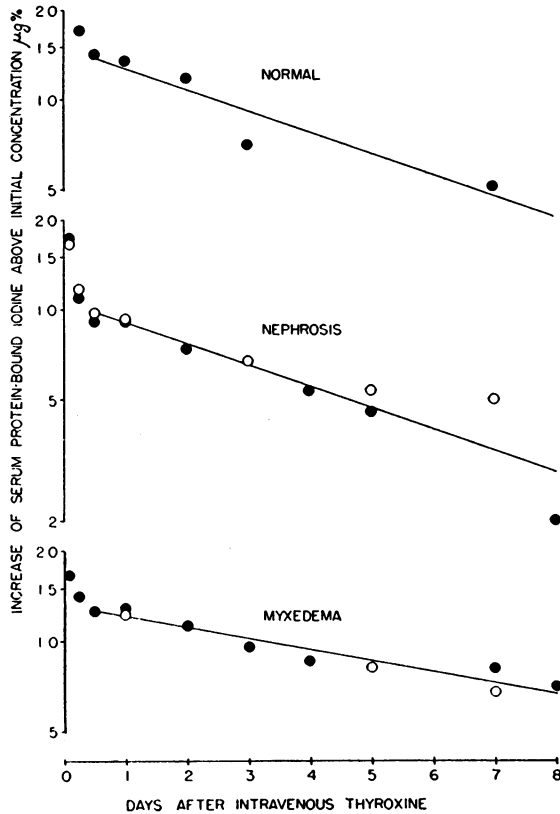 INCREASE OF SERUM PROTEIN-BOUND IODINE ABOVE INITIAL CONCENTRATION µg%
20
15
10
5
NORMAL
20
15
10
5
2
NEPHROSIS
20
15
10
5
MYXEDEMA
0 1 2 3 4 5 6 7 8
DAYS AFTER INTRAVENOUS THYROXINE